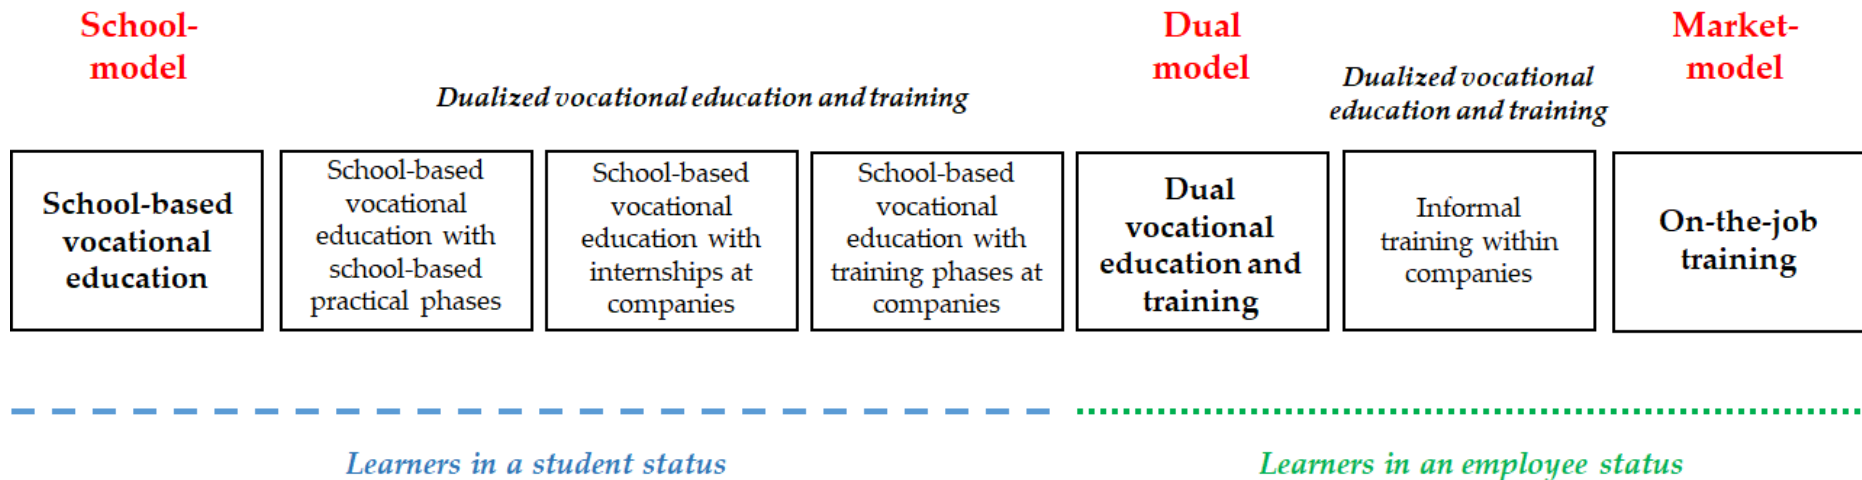 School-
model
Dualized vocational education and training
Dual
model
Dualized vocational
education and training
Market-
model
School-based
vocational
education
School-based
vocational
education with
school-based
practical phases
School-based
vocational
education with
internships at
companies
School-based
vocational
education with
training phases at
companies
Dual
vocational
education and
training
Informal
training within
companies
On-the-job
training
Learners in a student status
Learners in an employee status